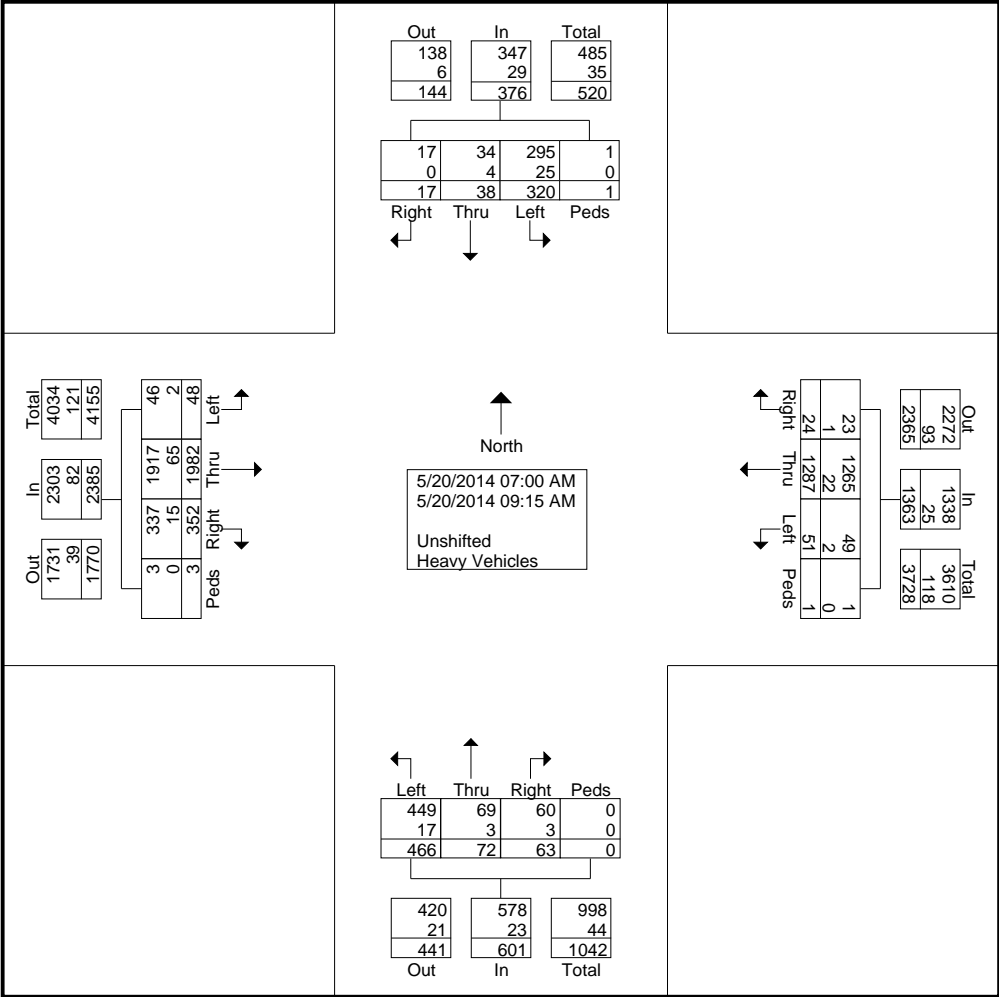 Out In Total
138 347 485
6 29 35
144 376 520
17 34 295 1
0 4 25 0
17 38 320 1
Right Thru Left Peds
Total In Out
4034 2303 1731
121 82 39
4155 2385 1770
Left Thru Right Peds
46 1917 337 3
2 65 15 0
48 1982 352 3
North
5/20/2014 07:00 AM
5/20/2014 09:15 AM
Unshifted
Heavy Vehicles
Right Thru Left Peds
23 1265 49 1
1 22 2 0
24 1287 51 1
Out In Total
2272 1338 3610
93 25 118
2365 1363 3728
Left Thru Right Peds
449 69 60 0
17 3 3 0
466 72 63 0
420 578 998
21 23 44
441 601 1042
Out In Total